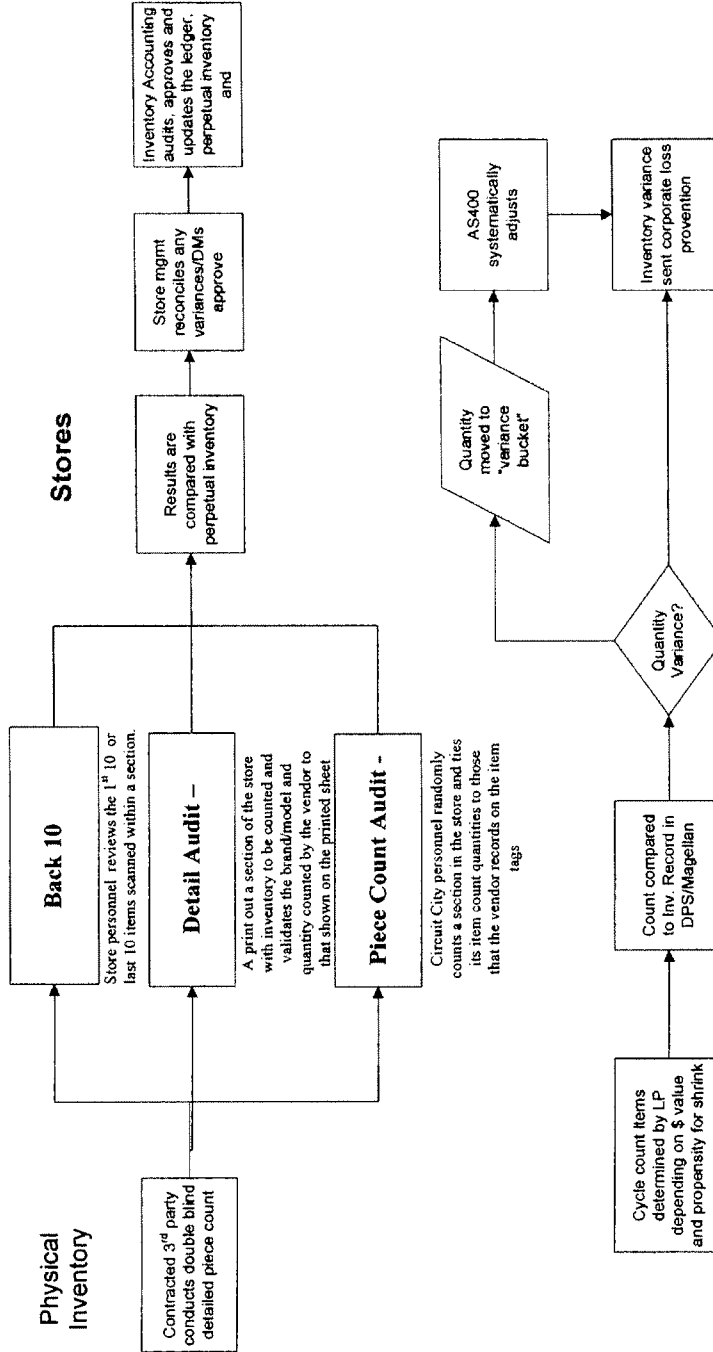 Physical
Inventory
Stores
Contracted 3rd party
conducts double blind
detailed piece count
Back 10
Store personnel reviews the 1st 10 or
last 10 items scanned within a section.
Detail Audit –
A print out a section of the store
with inventory to be counted and
validates the brand/model and
quantity counted by the vendor to
that shown on the printed sheet
Piece Count Audit -
Circuit City personnel randomly
counts a section in the store and ties
its item count quantities to those
that the vendor records on the item
tags
Results are
compared with
perpetual inventory
Store mgmt
reconciles any
variances/DMs
approve
Inventory Accounting
audits, approves and
updates the ledger,
perpetual inventory
and
Cycle count items
determined by LP
depending on $ value
and propensity for shrink
Count compared
to Inv. Record in
DPS/Magellan
Quantity
Variance?
Quantity
moved to
"variance
bucket"
AS400
systematically
adjusts
Inventory variance
sent corporate loss
provention